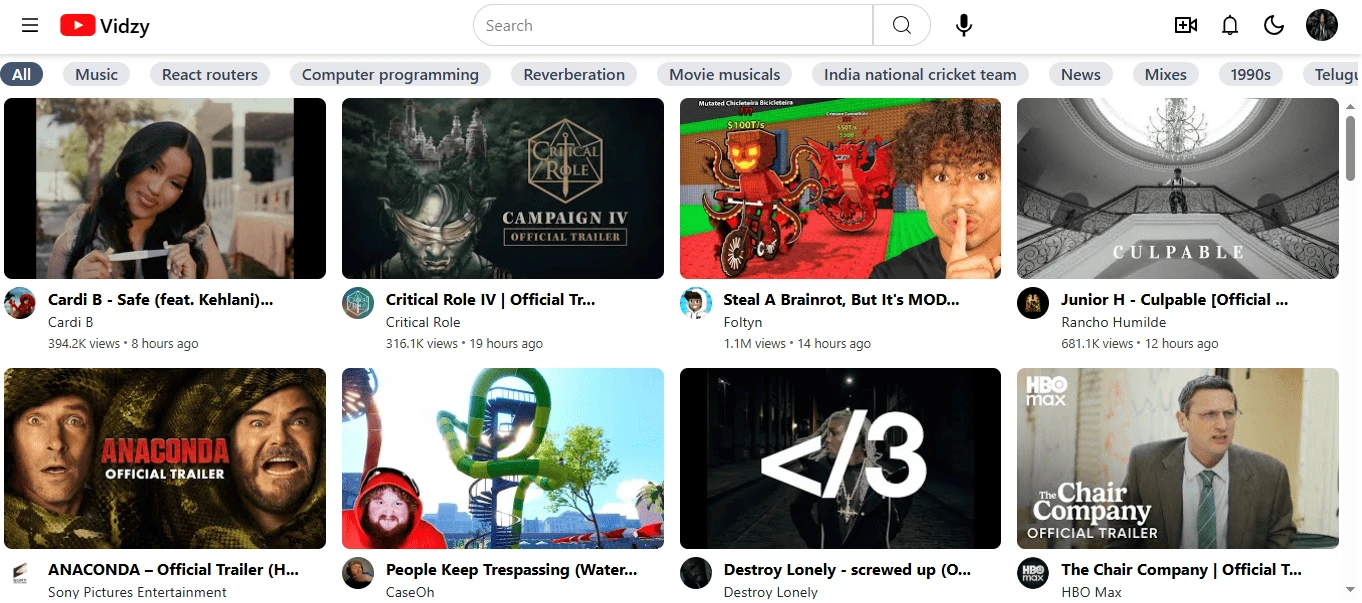 Vidzy
Search
All
Music
React routers
Computer programming
Reverberation
Movie musicals
India national cricket team
News
Mixes
1990s
Telugu
CRITICAL
ROLE
CAMPAIGN IV
OFFICIAL TRAILER
Mutated Chicleteira Bicicleteira
$100T/s
CULPABLE
Cardi B - Safe (feat. Kehlani)...
Cardi B
394.2K views • 8 hours ago
Critical Role IV | Official Tr...
Critical Role
316.1K views • 19 hours ago
Steal A Brainrot, But It's MOD...
Foltyn
1.1M views • 14 hours ago
Junior H - Culpable [Official ...
Rancho Humilde
681.1K views • 12 hours ago
ANACONDA
OFFICIAL TRAILER
</3
HBO
max
The Chair
Company
OFFICIAL TRAILER
ANACONDA – Official Trailer (H...
Sony Pictures Entertainment
People Keep Trespassing (Water...
CaseOh
Destroy Lonely - screwed up (O...
Destroy Lonely
HBO
max
The Chair Company | Official T...
HBO Max